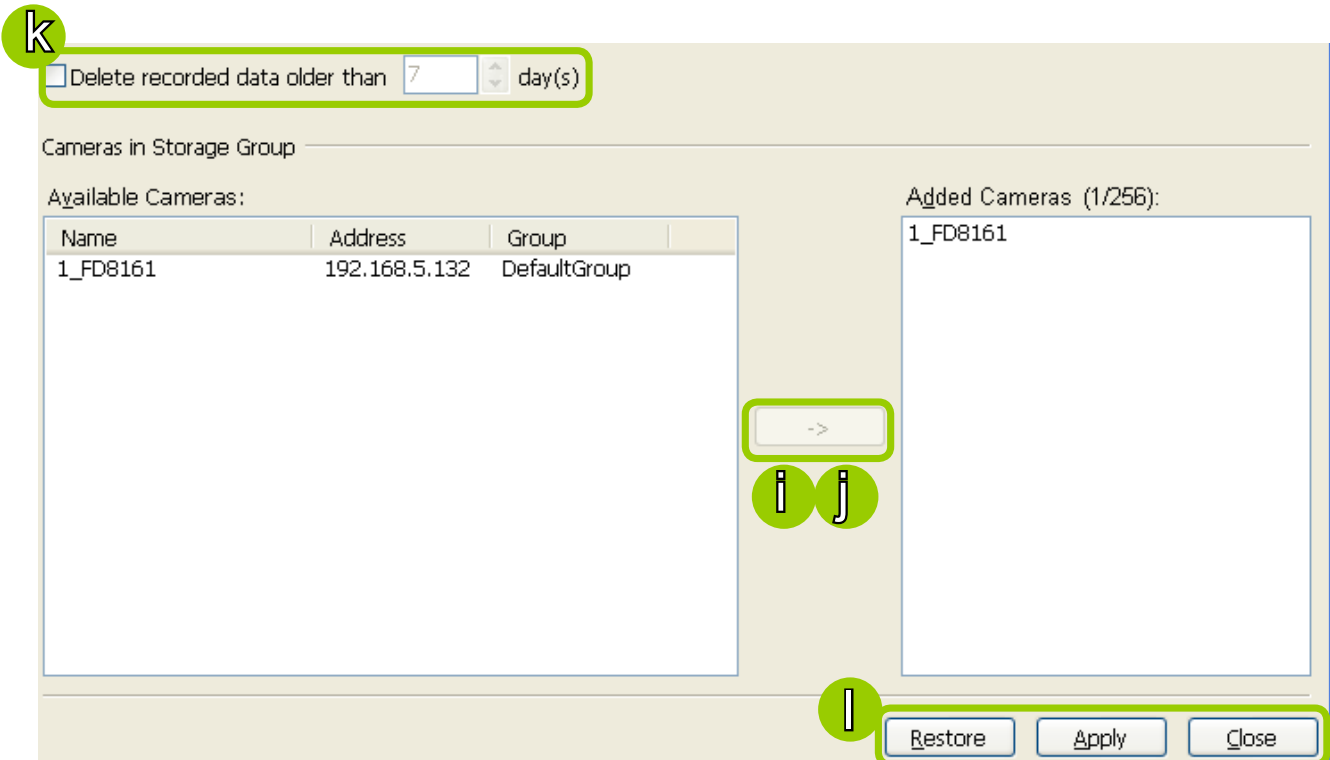 k
Delete recorded data older than 7 day(s)
Cameras in Storage Group
Available Cameras:
Name Address Group
1_FD8161 192.168.5.132 DefaultGroup
->
i j
Added Cameras (1/256):
1_FD8161
l
Restore Apply Close